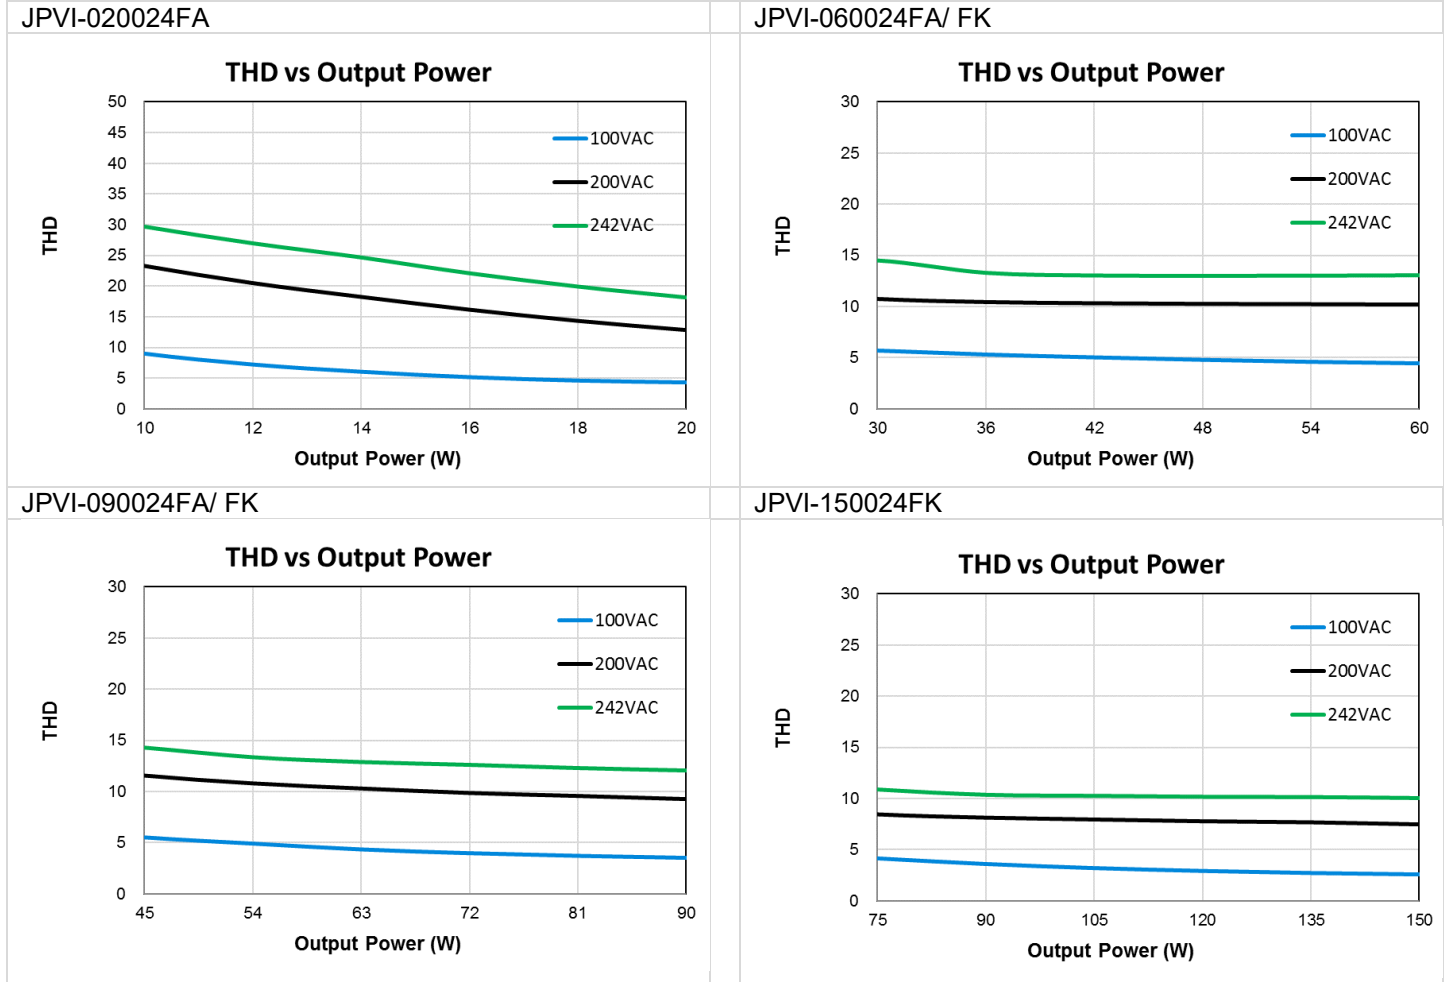 JPVI-020024FA
THD vs Output Power
50
45
40
35
30
25
20
15
10
5
0
THD
100VAC
200VAC
242VAC
10 12 14 16 18 20
Output Power (W)
JPVI-060024FA/ FK
THD vs Output Power
30
25
20
15
10
5
0
THD
100VAC
200VAC
242VAC
30 36 42 48 54 60
Output Power (W)
JPVI-090024FA/ FK
THD vs Output Power
30
25
20
15
10
5
0
THD
100VAC
200VAC
242VAC
45 54 63 72 81 90
Output Power (W)
JPVI-150024FK
THD vs Output Power
30
25
20
15
10
5
0
THD
100VAC
200VAC
242VAC
75 90 105 120 135 150
Output Power (W)